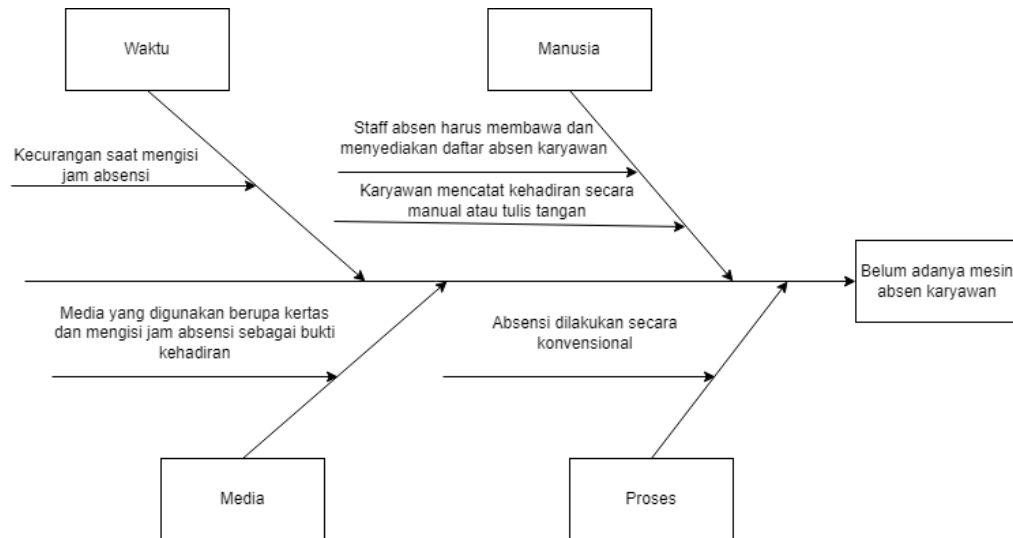 Waktu
Manusia
Staff absen harus membawa dan
menyediakan daftar absen karyawan
Kecurangan saat mengisi
jam absensi
Karyawan mencatat kehadiran secara
manual atau tulis tangan
Belum adanya mesin
absen karyawan
Media yang digunakan berupa kertas
dan mengisi jam absensi sebagai bukti
kehadiran
Absensi dilakukan secara
konvensional
Media
Proses